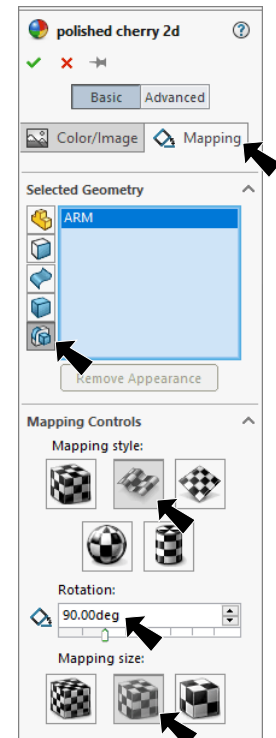 polished cherry 2d
Basic Advanced
Color/Image Mapping
Selected Geometry
ARM
Remove Appearance
Mapping Controls
Mapping style:
Rotation:
90.00deg
Mapping size: